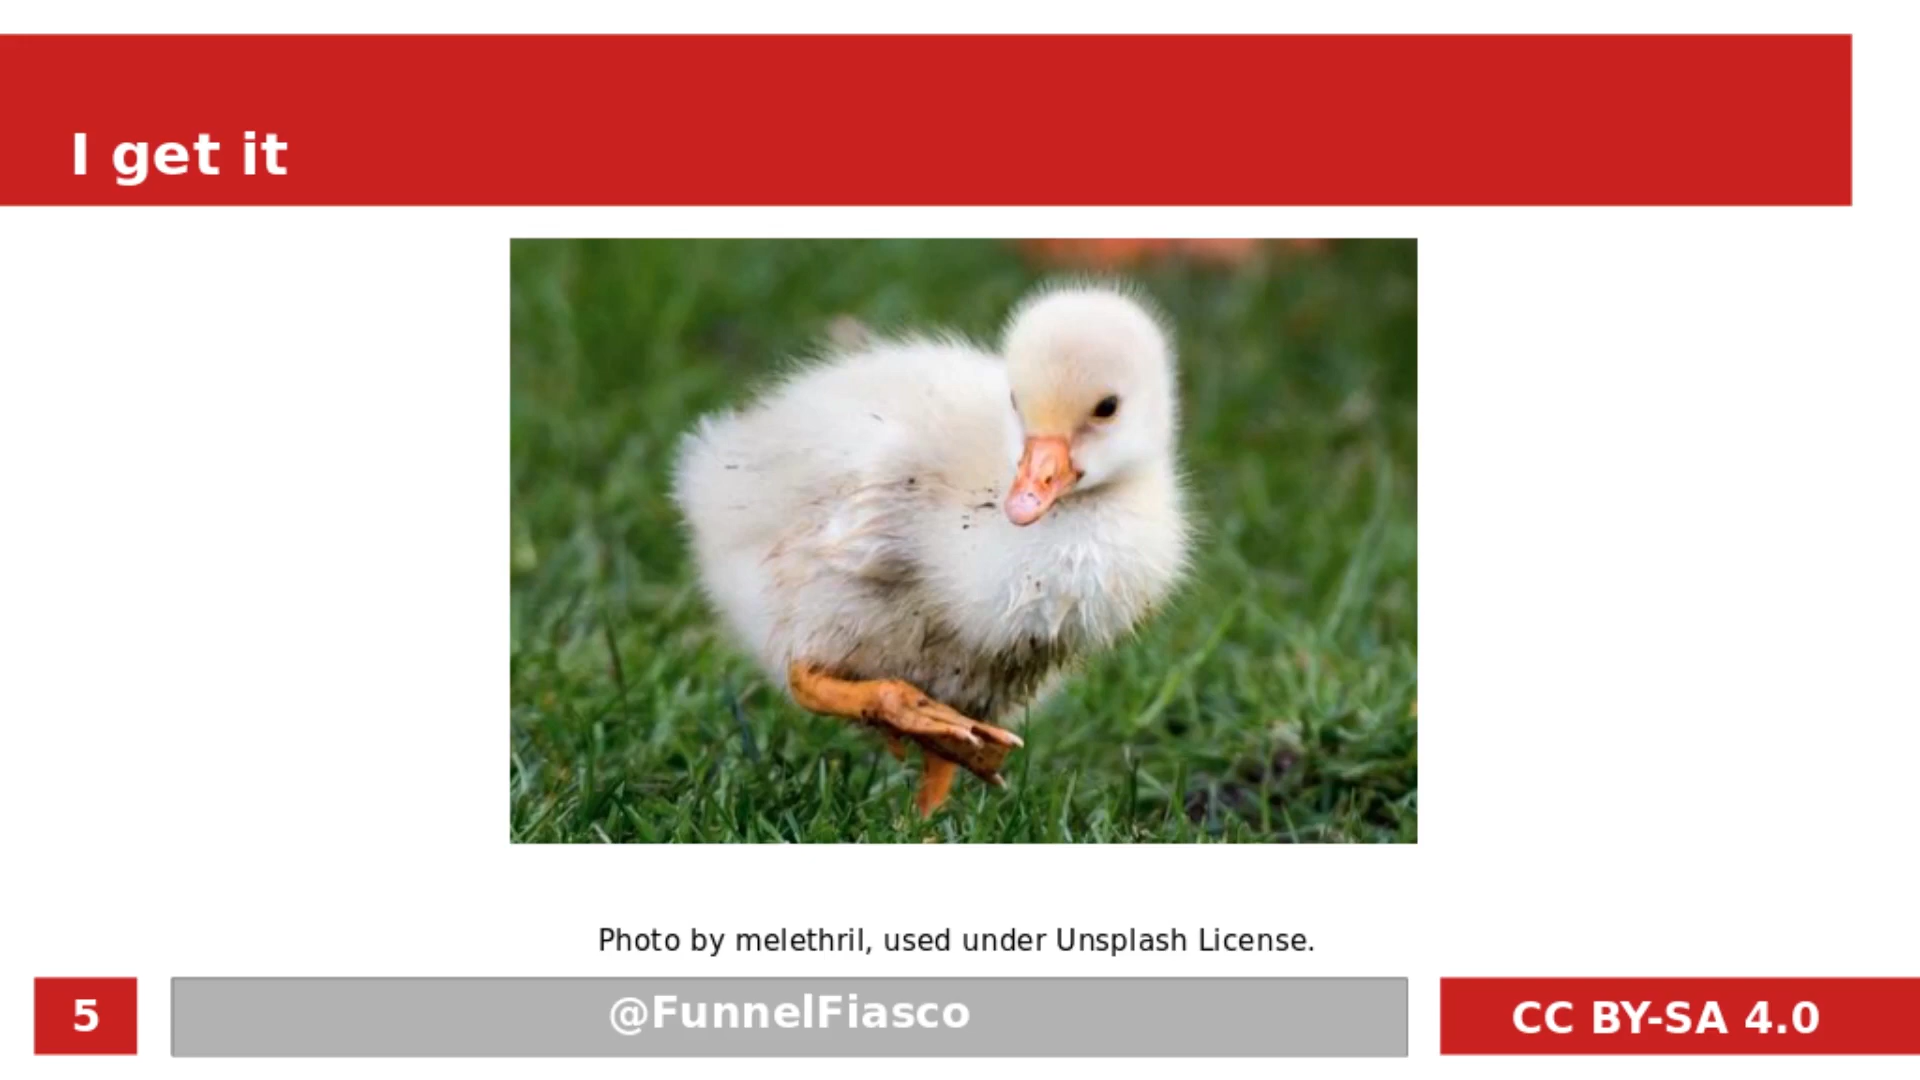 I get it
Photo by melethril, used under Unsplash License.
5
@FunnelFiasco
CC BY-SA 4.0